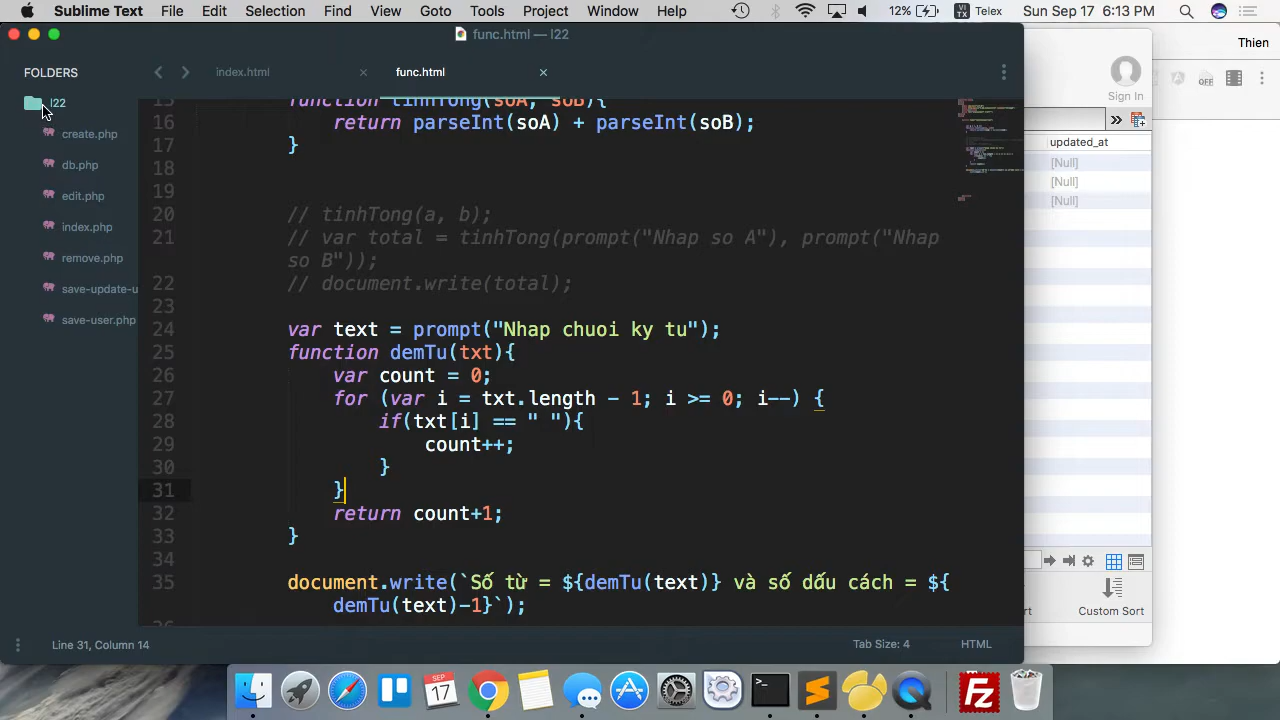 Sublime Text File Edit Selection Find View Goto Tools Project Window Help 12% VI TX Telex Sun Sep 17 6:13 PM
func.html — l22
Thien
FOLDERS
index.html
func.html
OFF
Sign In
l22
updated_at
create.php
[Null]
db.php
[Null]
edit.php
[Null]
index.php
remove.php
save-update-u
save-user.php
15 function tinhTong(soA, soB){
16 return parseInt(soA) + parseInt(soB);
17 }
18
19
20 // tinhTong(a, b);
21 // var total = tinhTong(prompt("Nhap so A"), prompt("Nhap
so B"));
22 // document.write(total);
23
24 var text = prompt("Nhap chuoi ky tu");
25 function demTu(txt){
26 var count = 0;
27 for (var i = txt.length - 1; i >= 0; i--) {
28 if(txt[i] == " "){
29 count++;
30 }
31 }
32 return count+1;
33 }
34
35 document.write(`Số từ = ${demTu(text)} và số dấu cách = ${
demTu(text)-1}`);
36
rt
Custom Sort
Line 31, Column 14
Tab Size: 4
HTML
SEP
17
>_
Fz